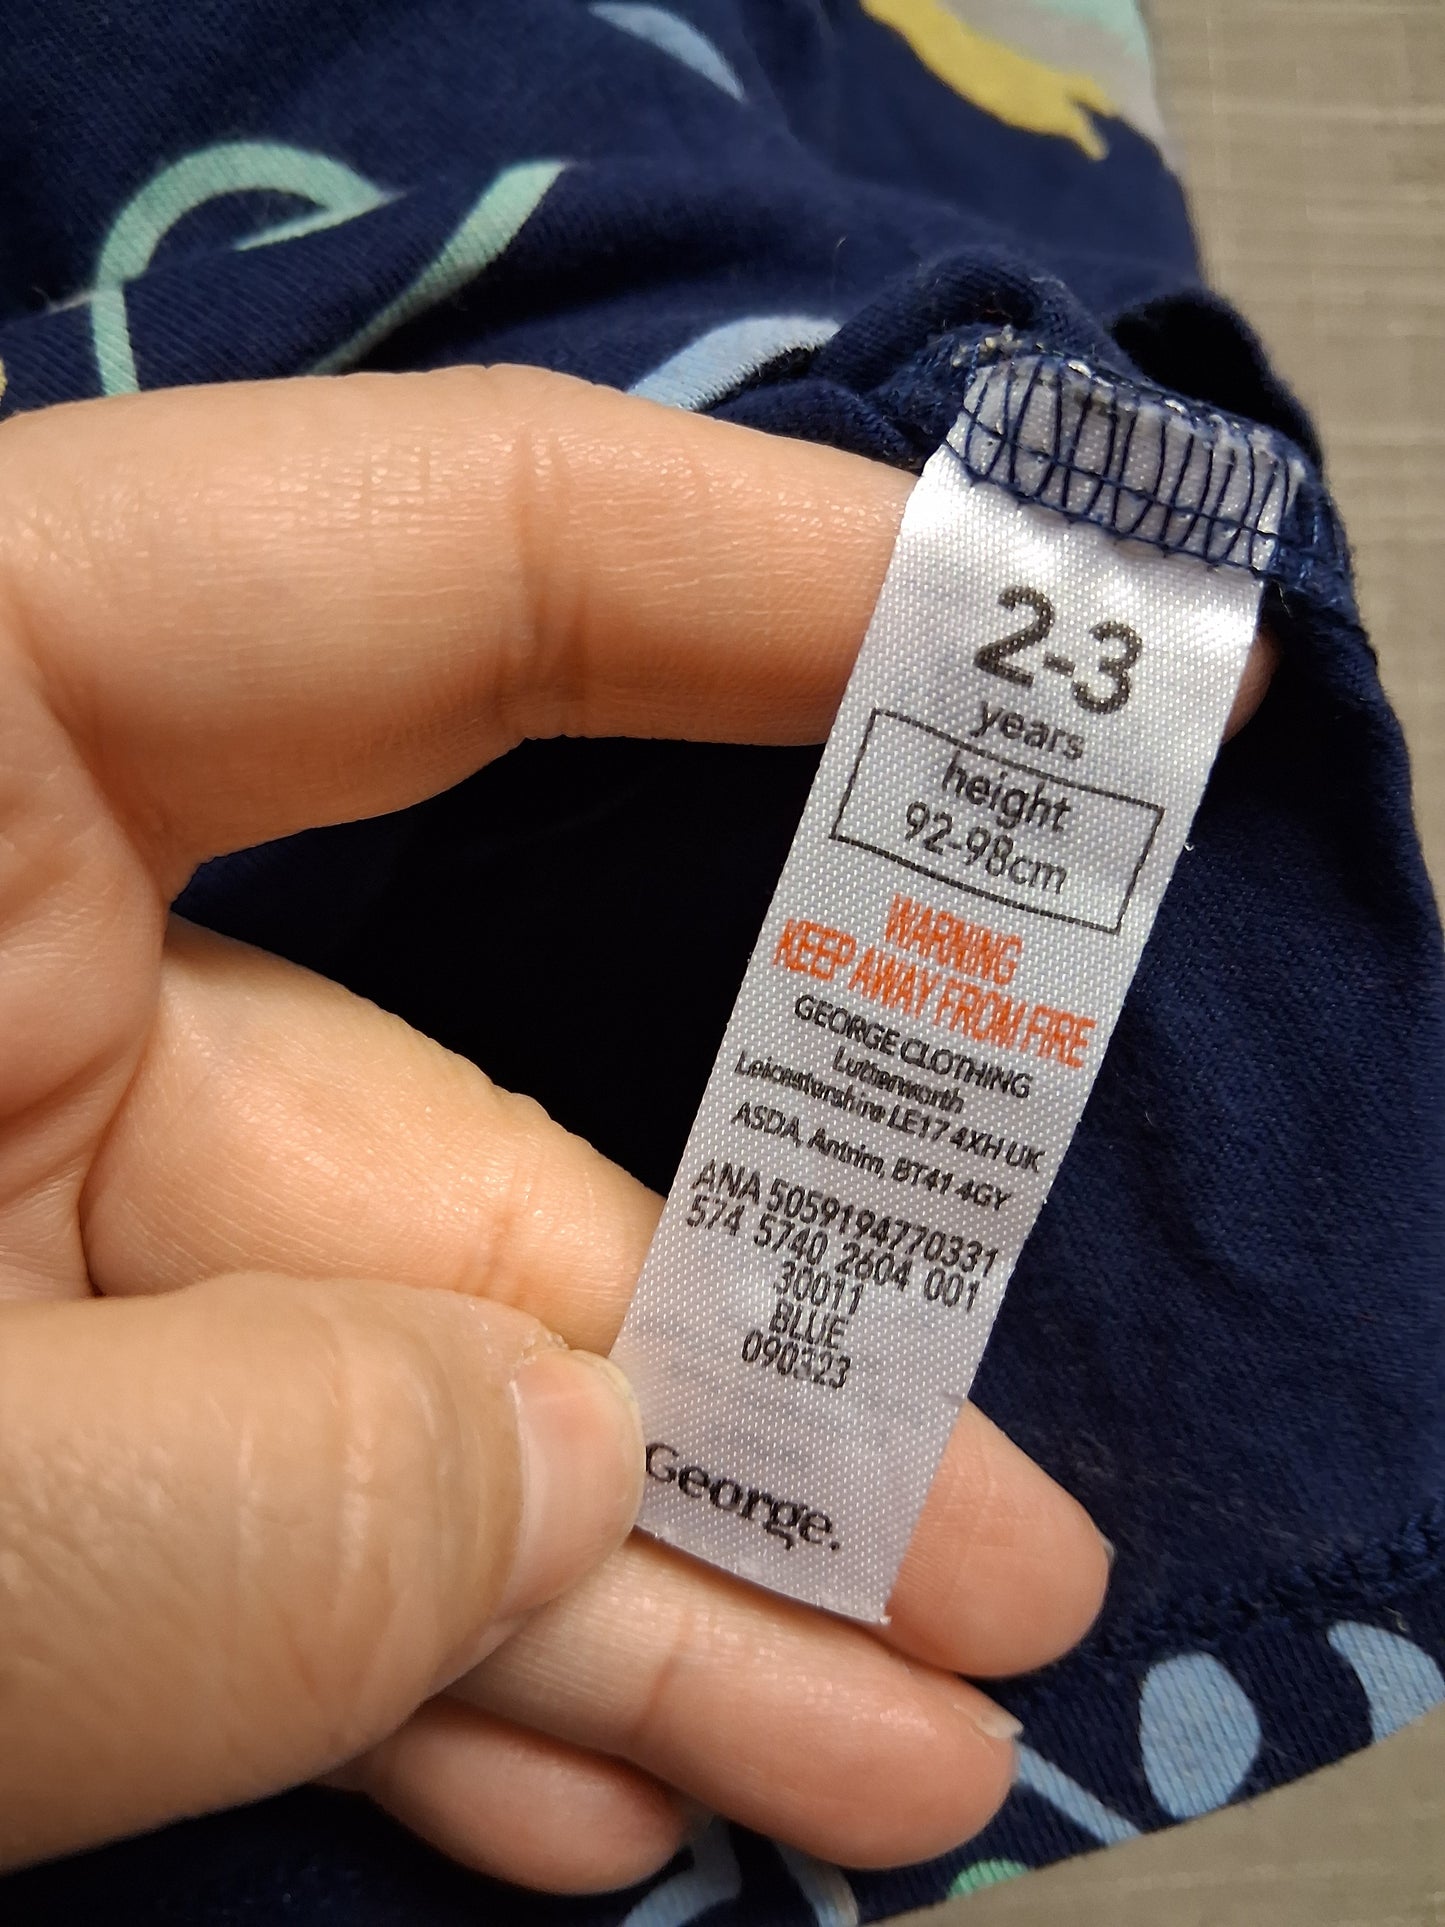 2-3
years
height
92-98cm
WARNING
KEEP AWAY FROM FIRE
GEORGE CLOTHING
Lutterworth
Leicestershire LE17 4XH UK
ASDA, Antrim, BT41 4GY
ANA 5059194770331
574 5740 2604 001
30011
BLUE
090323
George.